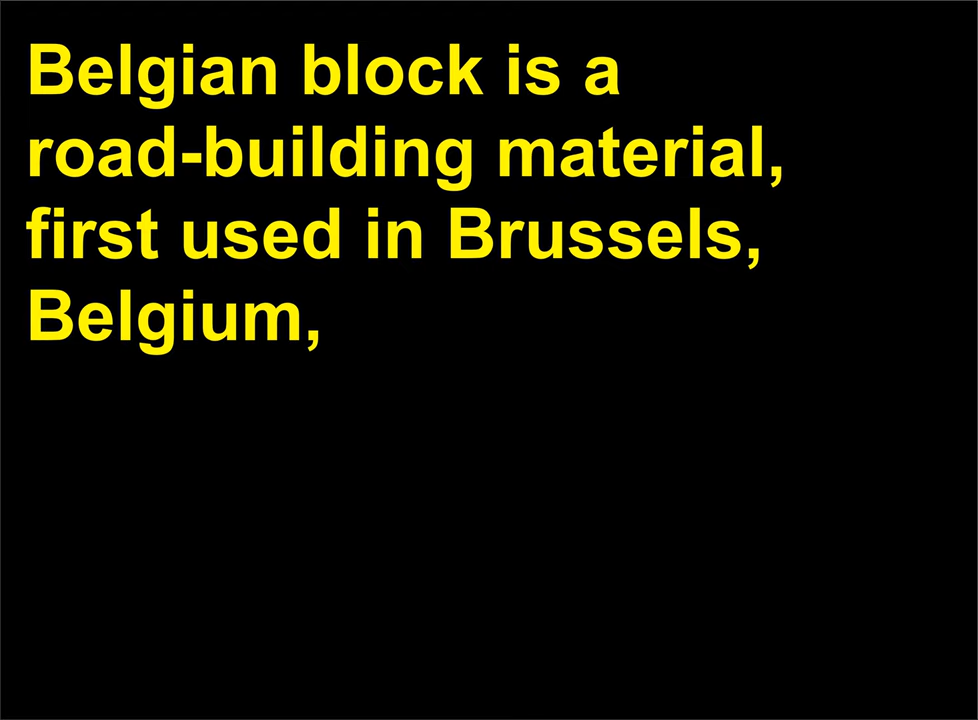 Belgian block is a
road-building material,
first used in Brussels,
Belgium,